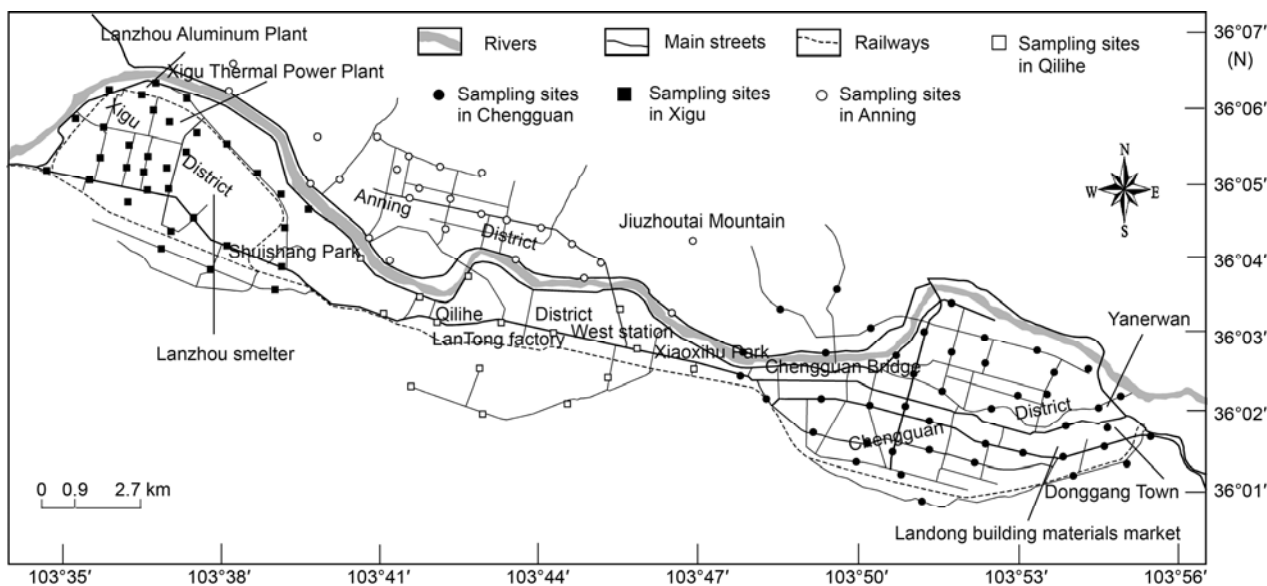 Lanzhou Aluminum Plant
Xigu Thermal Power Plant
Rivers
Main streets
Railways
Sampling sites
in Qilihe
Sampling sites
in Chengguan
Sampling sites
in Xigu
Sampling sites
in Anning
36°07′
(N)
36°06′
36°05′
36°04′
36°03′
36°02′
36°01′
N
W
E
S
Xigu
District
Anning
District
Jiuzhoutai Mountain
Shuishang Park
Qilihe
District
West station
LanTong factory
Xiaoxihu Park
Chengguan Bridge
Yanerwan
Lanzhou smelter
Chengguan
District
Donggang Town
Landong building materials market
0 0.9 2.7 km
103°35′
103°38′
103°41′
103°44′
103°47′
103°50′
103°53′
103°56′